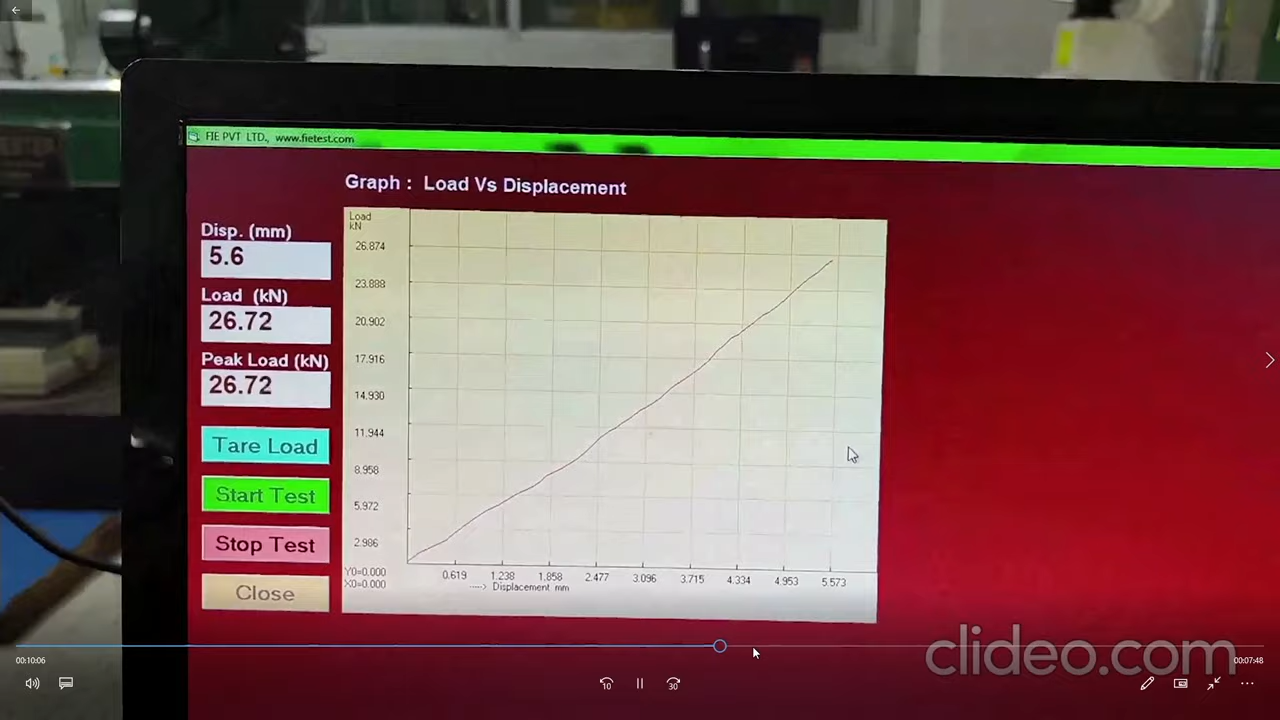 FIE PVT LTD., www.fietest.com
Graph : Load Vs Displacement
Disp. (mm)
5.6
Load (kN)
26.72
Peak Load (kN)
26.72
Tare Load
Start Test
Stop Test
Close
Load
kN
26.874
23.888
20.902
17.916
14.930
11.944
8.958
5.972
2.986
Y0=0.000
X0=0.000
0.619 1.238 1.858 2.477 3.096 3.715 4.334 4.953 5.573
----> Displacement mm
clideo.com
00:10:06
00:07:48
10
30